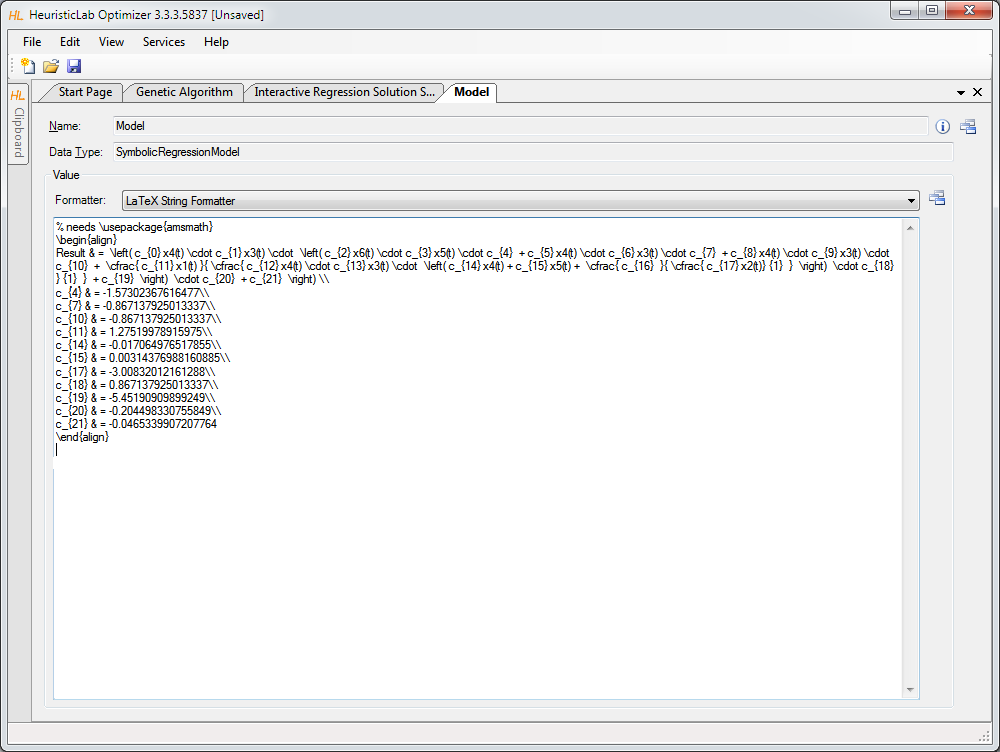 HL HeuristicLab Optimizer 3.3.3.5837 [Unsaved]
File Edit View Services Help
HL Clipboard
Start Page Genetic Algorithm Interactive Regression Solution S... Model
Name: Model
Data Type: SymbolicRegressionModel
Value
Formatter: LaTeX String Formatter
% needs \usepackage{amsmath}
\begin{align}
Result & = \left( c_{0} x4(t) \cdot c_{1} x3(t) \cdot \left( c_{2} x6(t) \cdot c_{3} x5(t) \cdot c_{4} + c_{5} x4(t) \cdot c_{6} x3(t) \cdot c_{7} + c_{8} x4(t) \cdot c_{9} x3(t) \cdot
c_{10} + \cfrac{ c_{11} x1(t) }{ \cfrac{ c_{12} x4(t) \cdot c_{13} x3(t) \cdot \left( c_{14} x4(t) + c_{15} x5(t) + \cfrac{ c_{16} }{ \cfrac{ c_{17} x2(t)} {1} } \right) \cdot c_{18}
} {1} } + c_{19} \right) \cdot c_{20} + c_{21} \right) \\
c_{4} & = -1.57302367616477\\
c_{7} & = -0.867137925013337\\
c_{10} & = -0.867137925013337\\
c_{11} & = 1.27519978915975\\
c_{14} & = -0.017064976517855\\
c_{15} & = 0.00314376988160885\\
c_{17} & = -3.00832012161288\\
c_{18} & = 0.867137925013337\\
c_{19} & = -5.45190909899249\\
c_{20} & = -0.204498330755849\\
c_{21} & = -0.0465339907207764
\end{align}